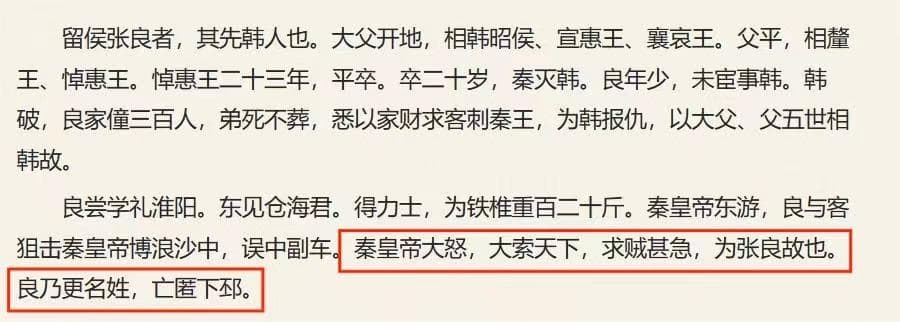 留侯张良者，其先韩人也。大父开地，相韩昭侯、宣惠王、襄哀王。父平，相釐
王、悼惠王。悼惠王二十三年，平卒。卒二十岁，秦灭韩。良年少，未宦事韩。韩
破，良家僮三百人，弟死不葬，悉以家财求客刺秦王，为韩报仇，以大父、父五世相
韩故。
良尝学礼淮阳。东见仓海君。得力士，为铁椎重百二十斤。秦皇帝东游，良与客
狙击秦皇帝博浪沙中，误中副车。秦皇帝大怒，大索天下，求贼甚急，为张良故也。
良乃更名姓，亡匿下邳。